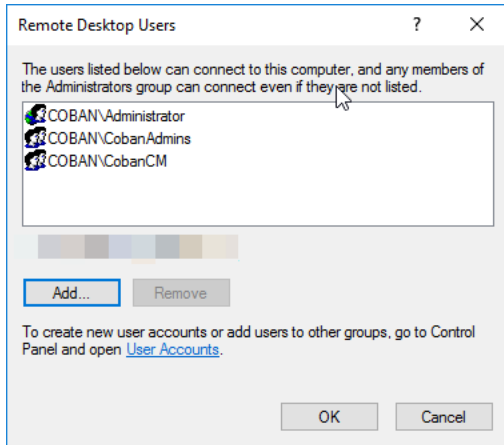 Remote Desktop Users
?
The users listed below can connect to this computer, and any members of
the Administrators group can connect even if they are not listed.
COBAN\Administrator
COBAN\CobanAdmins
COBAN\CobanCM
Add...
Remove
To create new user accounts or add users to other groups, go to Control
Panel and open User Accounts.
OK
Cancel